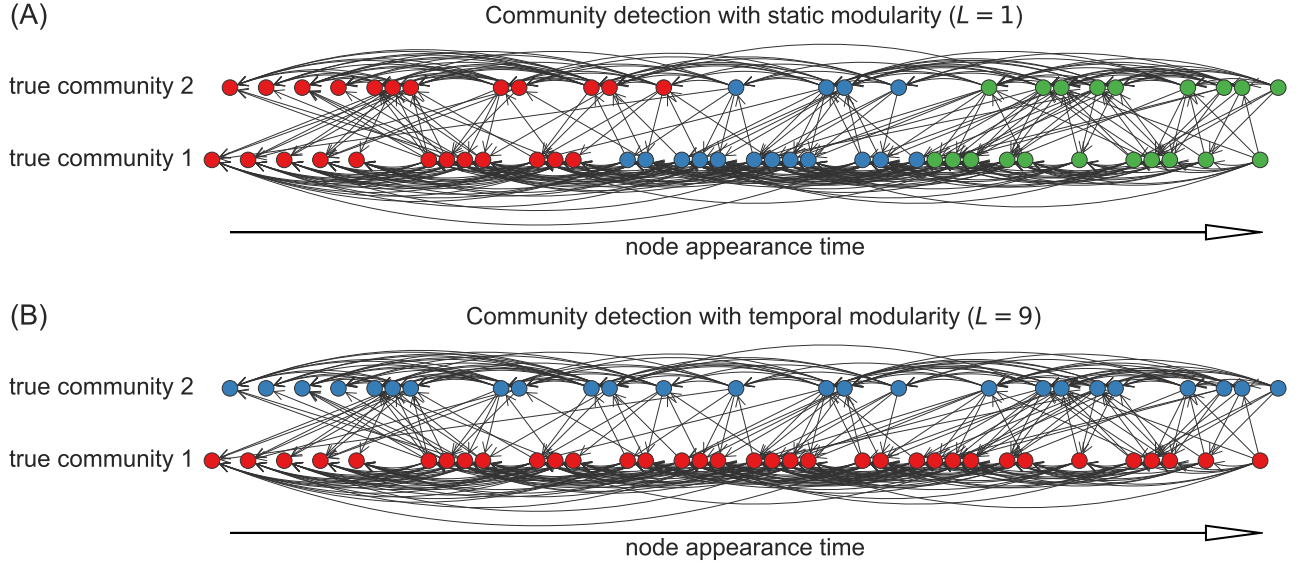 (A)
Community detection with static modularity (L = 1)
true community 2
true community 1
node appearance time
(B)
Community detection with temporal modularity (L = 9)
true community 2
true community 1
node appearance time